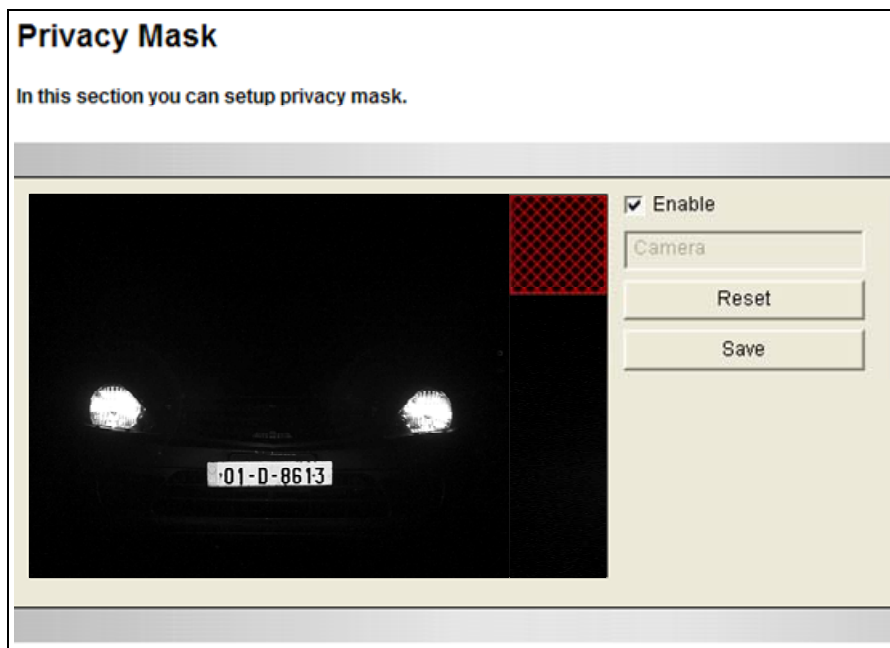 Privacy Mask
In this section you can setup privacy mask.
Enable
Camera
Reset
Save
01-D-8613